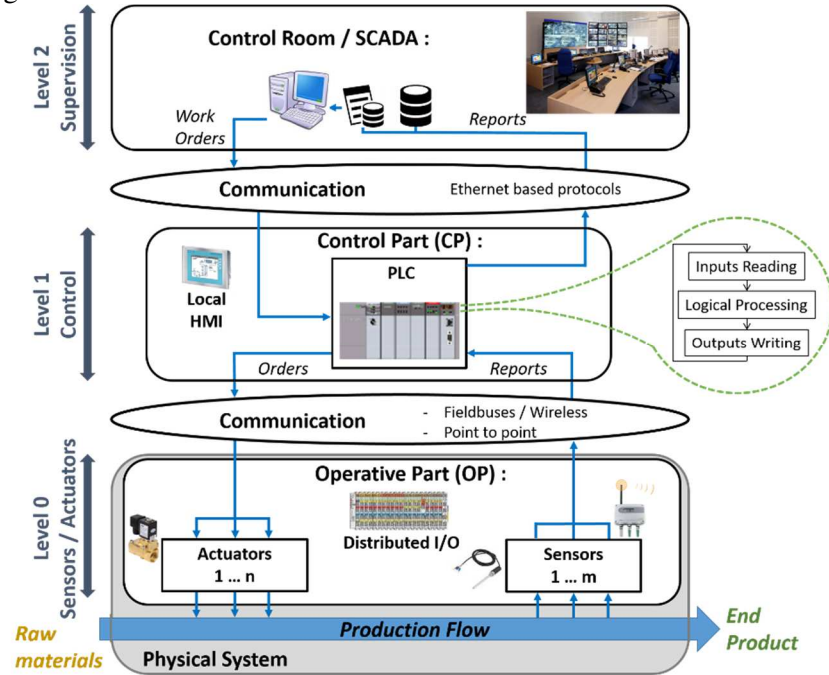 g
Level 2
Supervision
Control Room / SCADA :
Work
Orders
Reports
Communication
Ethernet based protocols
Level 1
Control
Control Part (CP) :
Local
HMI
PLC
Inputs Reading
Logical Processing
Outputs Writing
Orders
Reports
Communication
- Fieldbuses / Wireless
- Point to point
Level 0
Sensors / Actuators
Operative Part (OP) :
Distributed I/O
Actuators
1 ... n
Sensors
1 ... m
Raw
materials
Production Flow
End
Product
Physical System